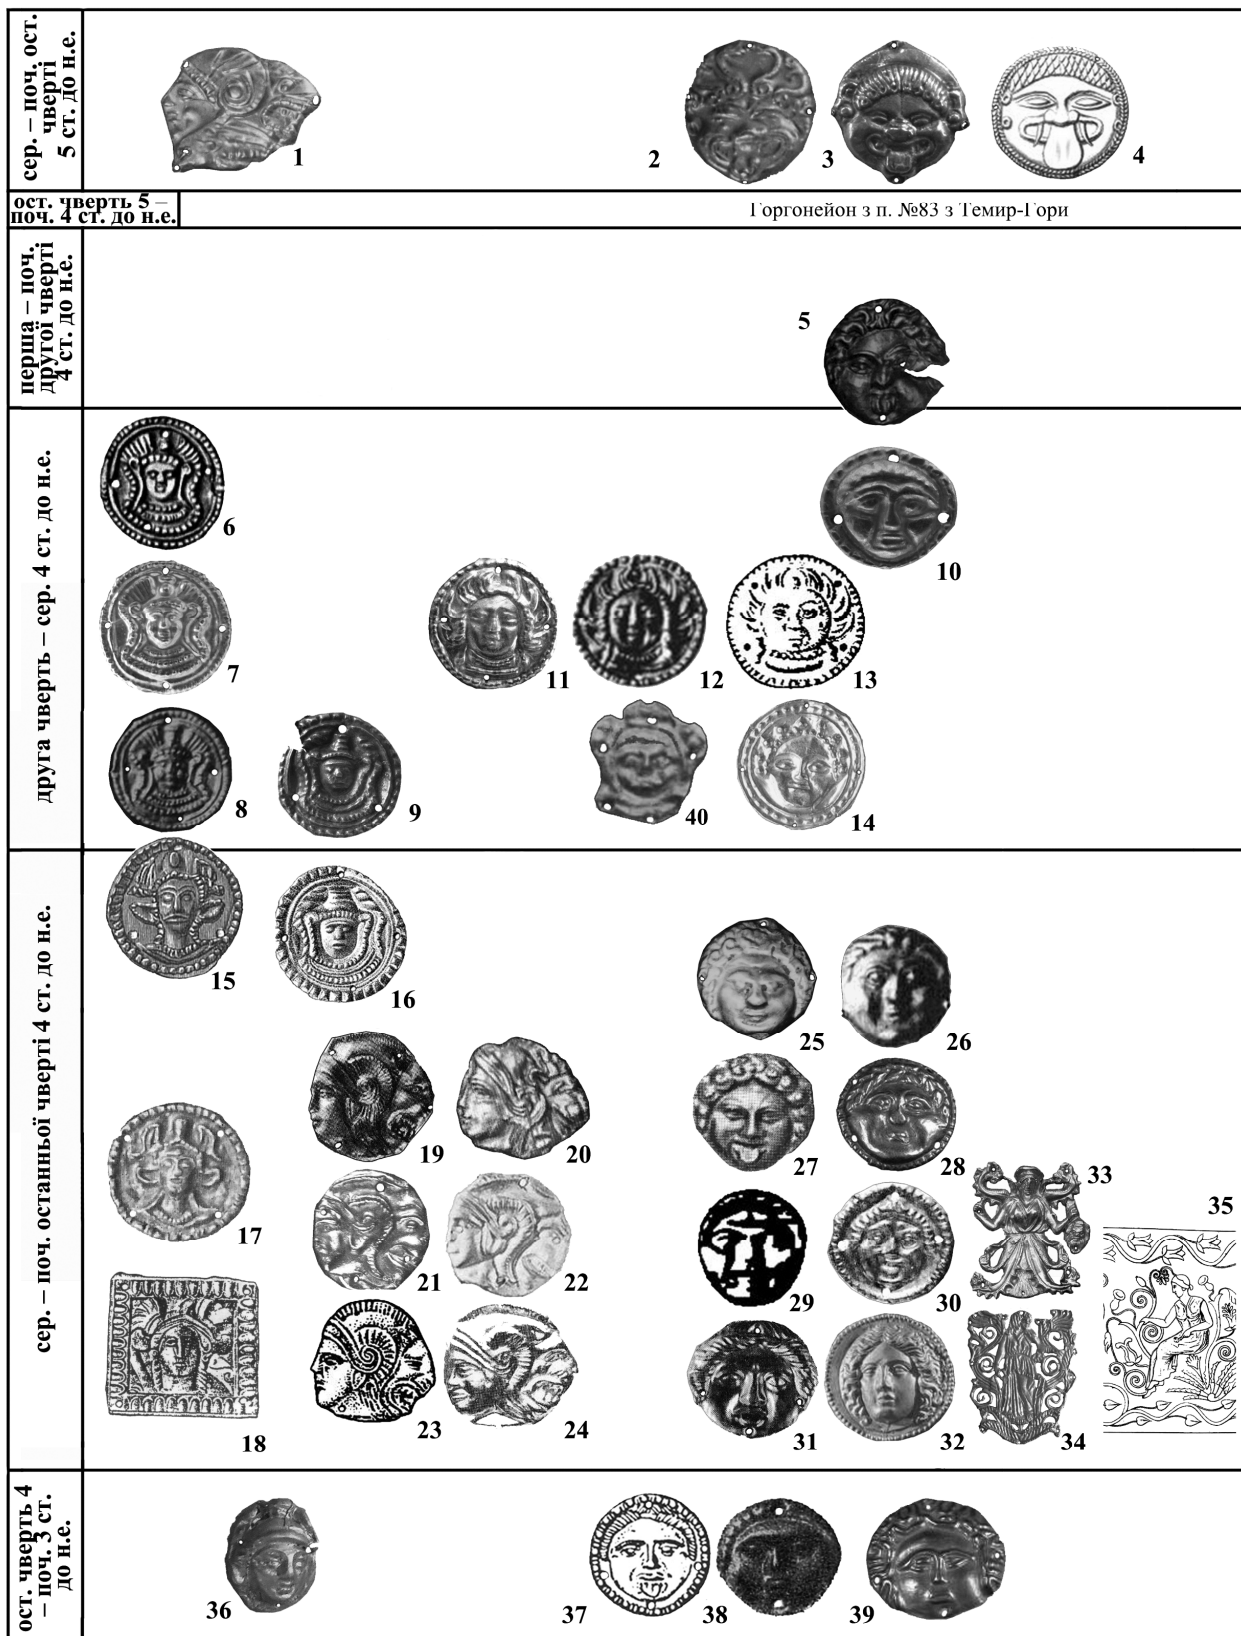 сер. – поч. ост.
чверті
5 ст. до н.е.
1
2
3
4
ост. чверть 5 –
поч. 4 ст. до н.е.
Горгонейон з п. №83 з Темир-Гори
перша – поч.
другої чверті
4 ст. до н.е.
5
друга чверть – сер. 4 ст. до н.е.
6
10
7
11
12
13
8
9
40
14
сер. – поч. останньої чверті 4 ст. до н.е.
15
16
25
26
19
20
27
28
33
17
35
21
22
29
30
18
23
24
31
32
34
ост. чверть 4
– поч. 3 ст.
до н.е.
36
37
38
39